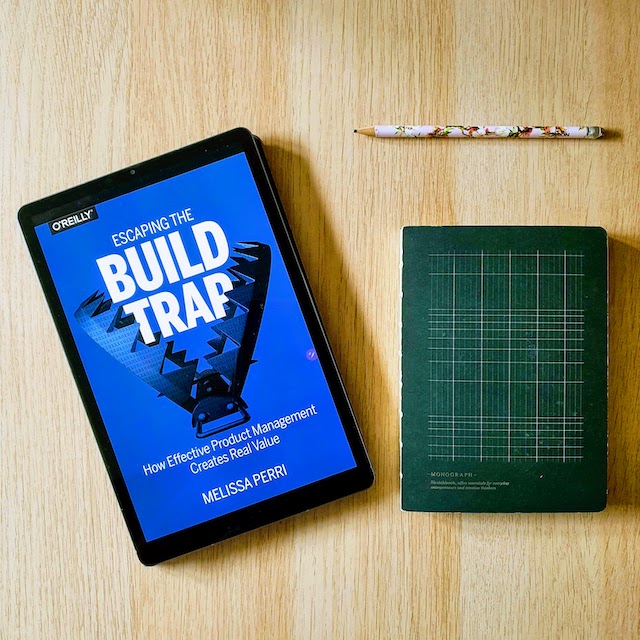 O'REILLY®
ESCAPING THE
BUILD
TRAP
How Effective Product Management
Creates Real Value
MELISSA PERRI
-MONOGRAPH-